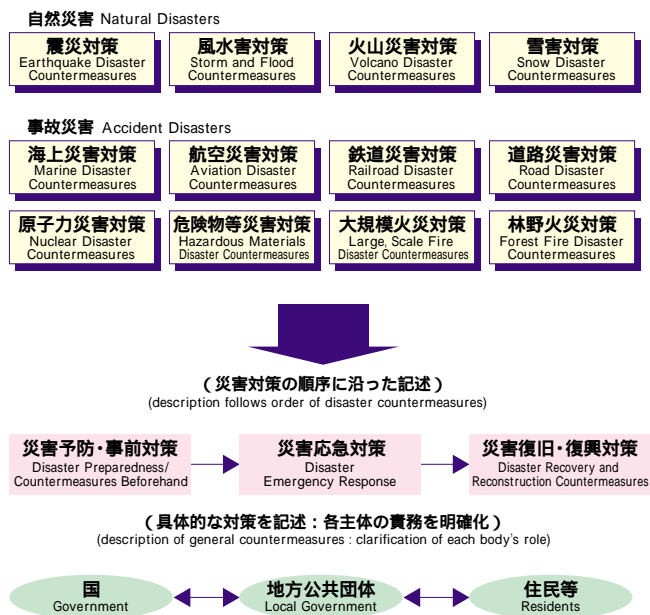 自然災害 Natural Disasters
震災対策
Earthquake Disaster
Countermeasures
風水害対策
Storm and Flood
Countermeasures
火山災害対策
Volcano Disaster
Countermeasures
雪害対策
Snow Disaster
Countermeasures
事故災害 Accident Disasters
海上災害対策
Marine Disaster
Countermeasures
航空災害対策
Aviation Disaster
Countermeasures
鉄道災害対策
Railroad Disaster
Countermeasures
道路災害対策
Road Disaster
Countermeasures
原子力災害対策
Nuclear Disaster
Countermeasures
危険物等災害対策
Hazardous Materials
Disaster Countermeasures
大規模火災対策
Large, Scale Fire
Disaster Countermeasures
林野火災対策
Forest Fire Disaster
Countermeasures
（災害対策の順序に沿った記述）
(description follows order of disaster countermeasures)
災害予防・事前対策
Disaster Preparedness/
Countermeasures Beforehand
災害応急対策
Disaster
Emergency Response
災害復旧・復興対策
Disaster Recovery and
Reconstruction Countermeasures
（具体的な対策を記述：各主体の責務を明確化）
(description of general countermeasures : clarification of each body's role)
国
Government
地方公共団体
Local Government
住民等
Residents